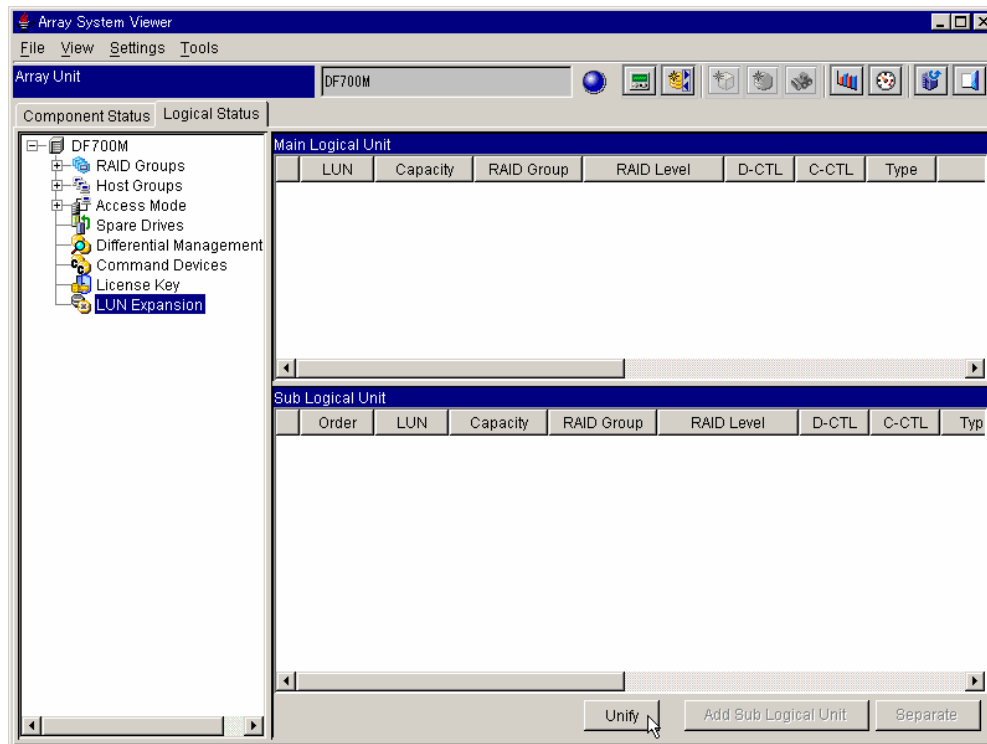 Array System Viewer
File View Settings Tools
Array Unit DF700M
Component Status Logical Status
DF700M
RAID Groups
Host Groups
Access Mode
Spare Drives
Differential Management
Command Devices
License Key
LUN Expansion
Main Logical Unit
LUN Capacity RAID Group RAID Level D-CTL C-CTL Type
Sub Logical Unit
Order LUN Capacity RAID Group RAID Level D-CTL C-CTL Typ
Unify Add Sub Logical Unit Separate